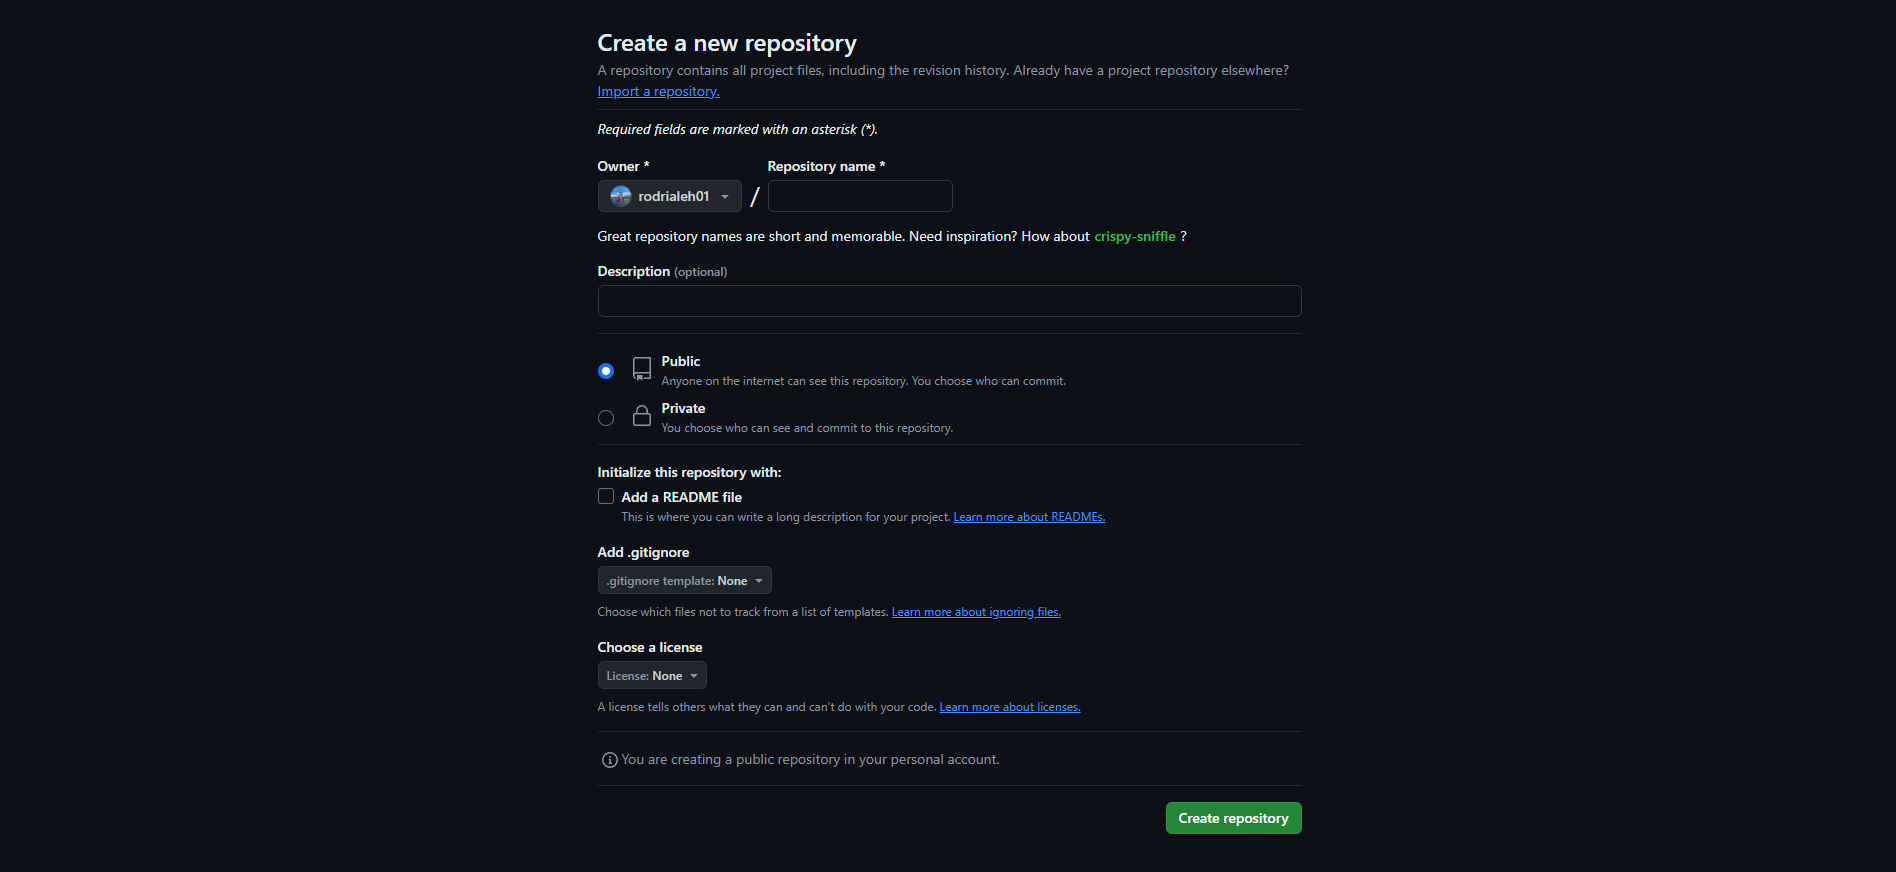 Create a new repository
A repository contains all project files, including the revision history. Already have a project repository elsewhere?
Import a repository.
Required fields are marked with an asterisk (*).
Owner * Repository name *
rodrialeh01 /
Great repository names are short and memorable. Need inspiration? How about crispy-sniffle ?
Description (optional)
Public
Anyone on the internet can see this repository. You choose who can commit.
Private
You choose who can see and commit to this repository.
Initialize this repository with:
Add a README file
This is where you can write a long description for your project. Learn more about READMEs.
Add .gitignore
.gitignore template: None
Choose which files not to track from a list of templates. Learn more about ignoring files.
Choose a license
License: None
A license tells others what they can and can't do with your code. Learn more about licenses.
You are creating a public repository in your personal account.
Create repository